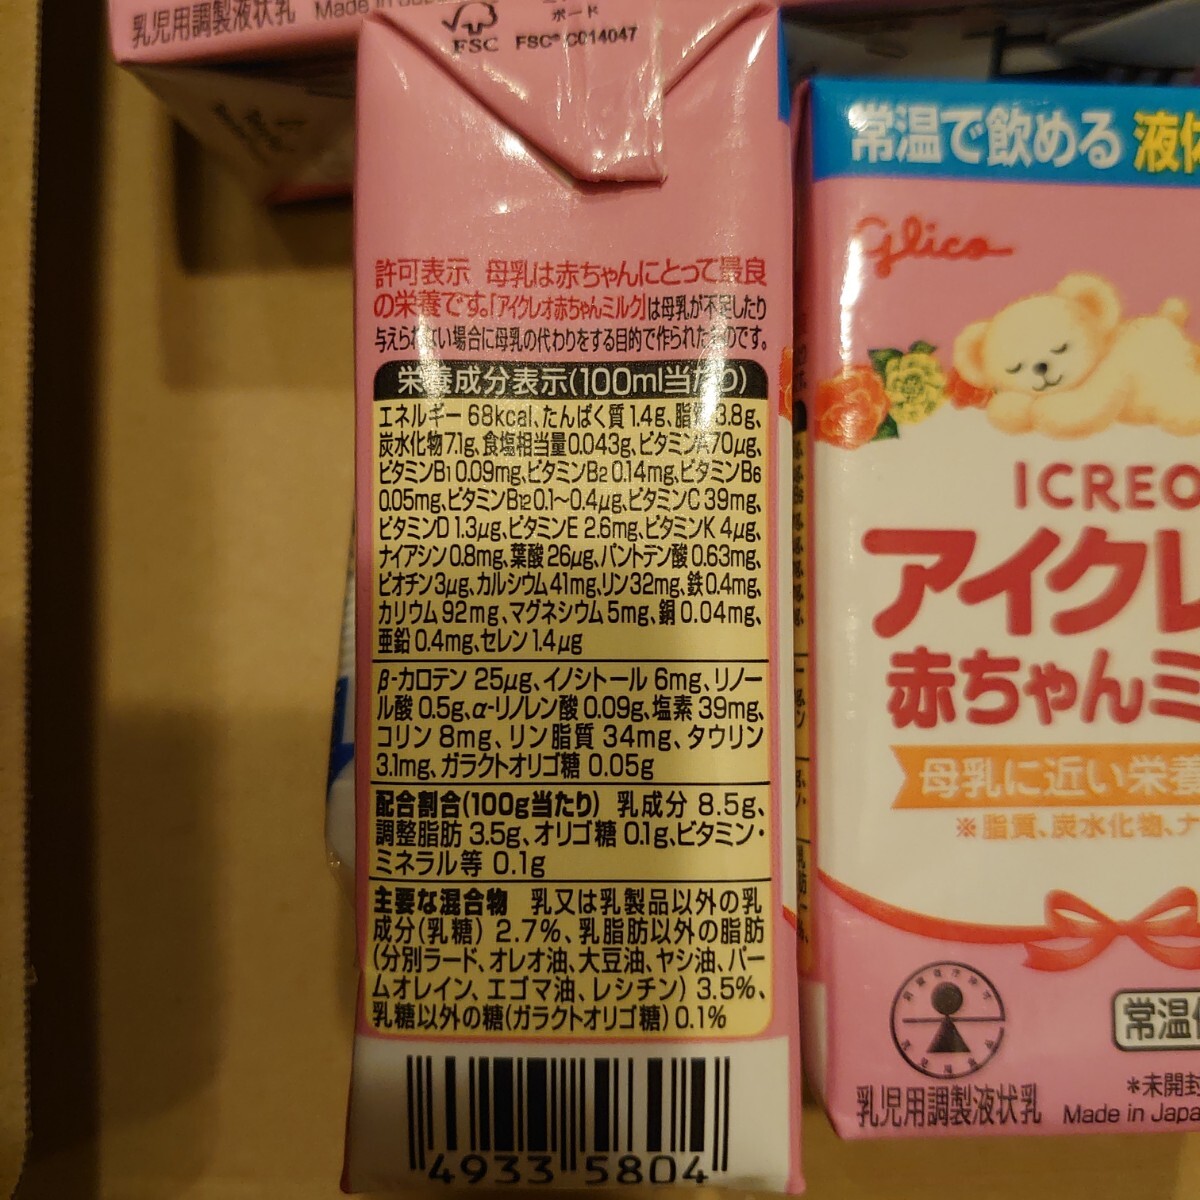 乳児用調製液状乳 Made in
ボード
FSC FSC® C014047
許可表示 母乳は赤ちゃんにとって最良
の栄養です。「アイクレオ赤ちゃんミルク」は母乳が不足したり
与えられない場合に母乳の代わりをする目的で作られたものです。
栄養成分表示(100ml当たり)
エネルギー 68kcal、たんぱく質 1.4g、脂質 3.8g、
炭水化物 7.1g、食塩相当量 0.043g、ビタミンA 70μg、
ビタミンB1 0.09mg、ビタミンB2 0.14mg、ビタミンB6
0.05mg、ビタミンB12 0.1〜0.4μg、ビタミンC 39mg、
ビタミンD 1.3μg、ビタミンE 2.6mg、ビタミンK 4μg、
ナイアシン 0.8mg、葉酸 26μg、パントテン酸 0.63mg、
ビオチン 3μg、カルシウム 41mg、リン 32mg、鉄 0.4mg、
カリウム 92mg、マグネシウム 5mg、銅 0.04mg、
亜鉛 0.4mg、セレン 1.4μg
β-カロテン 25μg、イノシトール 6mg、リノー
ル酸 0.5g、α-リノレン酸 0.09g、塩素 39mg、
コリン 8mg、リン脂質 34mg、タウリン
3.1mg、ガラクトオリゴ糖 0.05g
配合割合(100g当たり) 乳成分 8.5g、
調整脂肪 3.5g、オリゴ糖 0.1g、ビタミン・
ミネラル等 0.1g
主要な混合物 乳又は乳製品以外の乳
成分(乳糖) 2.7%、乳脂肪以外の脂肪
(分別ラード、オレオ油、大豆油、ヤシ油、パー
ムオレイン、エゴマ油、レシチン) 3.5%、
乳糖以外の糖(ガラクトオリゴ糖) 0.1%
4933 5804
常温で飲める 液体
glico
ICREO
アイクレ
赤ちゃんミ
母乳に近い栄養
※脂質、炭水化物、ナ
常温
*未開封
乳児用調製液状乳 Made in Japa